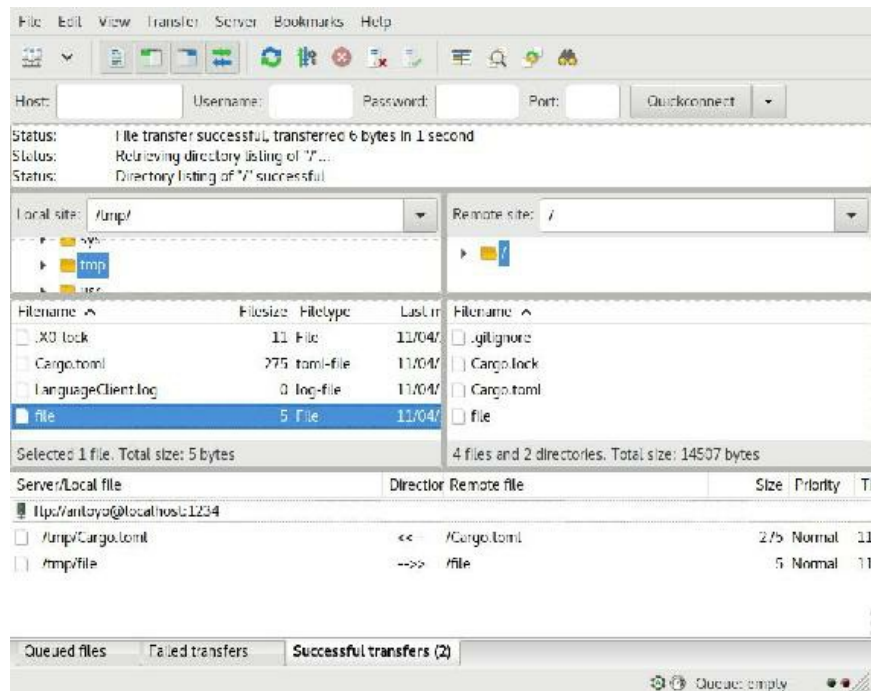 File Edit View Transfer Server Bookmarks Help
Host: Username: Password: Port: Quickconnect
Status: File transfer successful, transferred 6 bytes in 1 second
Status: Retrieving directory listing of "/"...
Status: Directory listing of "/" successful
Local site: /tmp/ Remote site: /
sys
tmp /
usr
Filename Filesize Filetype Last m Filename
.X0-lock 11 File 11/04/ .gitignore
Cargo.toml 275 toml-file 11/04/ Cargo.lock
LanguageClient.log 0 log-file 11/04/ Cargo.toml
file 5 File 11/04/ file
Selected 1 file. Total size: 5 bytes 4 files and 2 directories. Total size: 14507 bytes
Server/Local file Direction Remote file Size Priority T
ftp://antoyo@localhost:1234
/tmp/Cargo.toml <<-- /Cargo.toml 275 Normal 11
/tmp/file -->> /file 5 Normal 11
Queued files Failed transfers Successful transfers (2)
Queue: empty